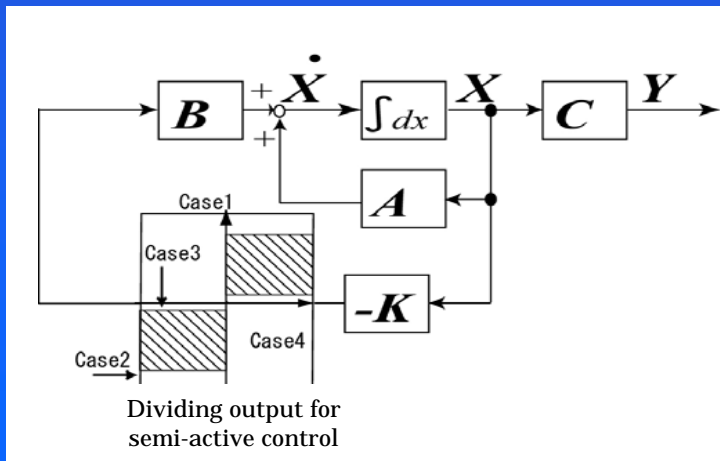 B
+
+
Ẋ
∫dx
X
C
Y
A
Case1
Case3
-K
Case4
Case2
Dividing output for
semi-active control